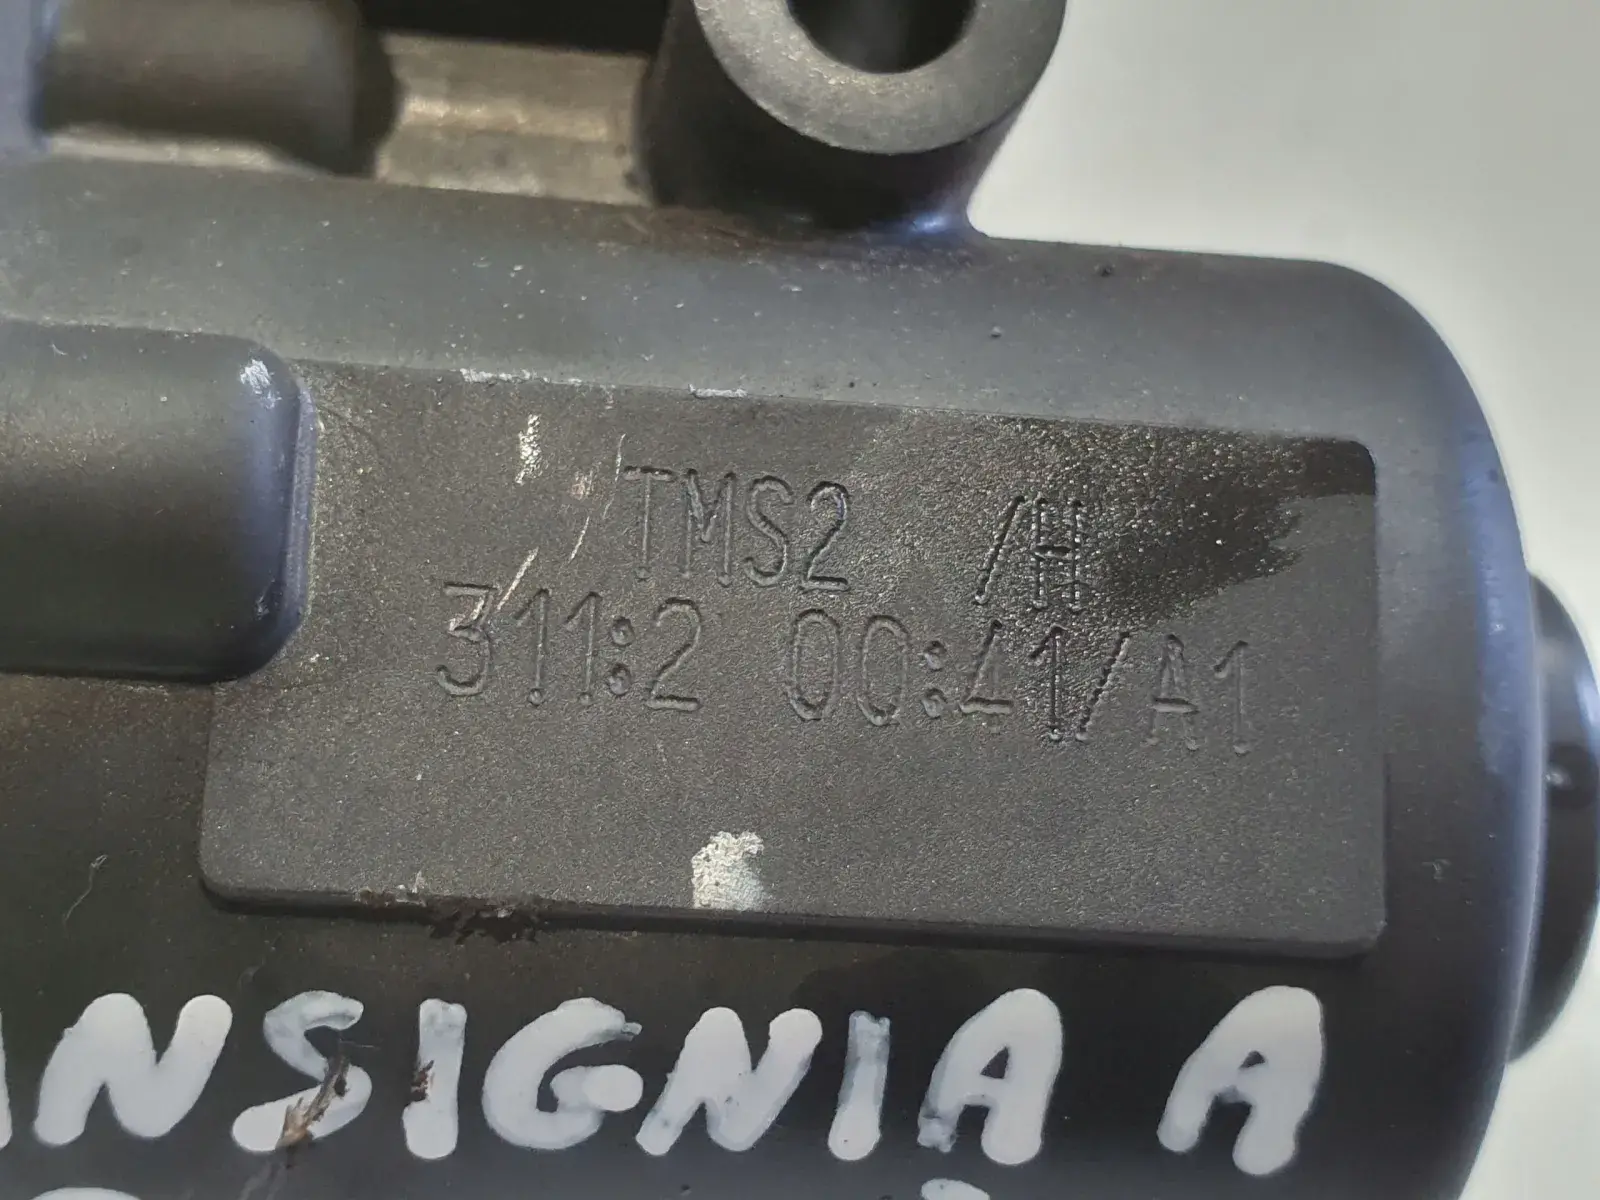 TMS2 /H
311:2 00:41/A1
INSIGNIA A